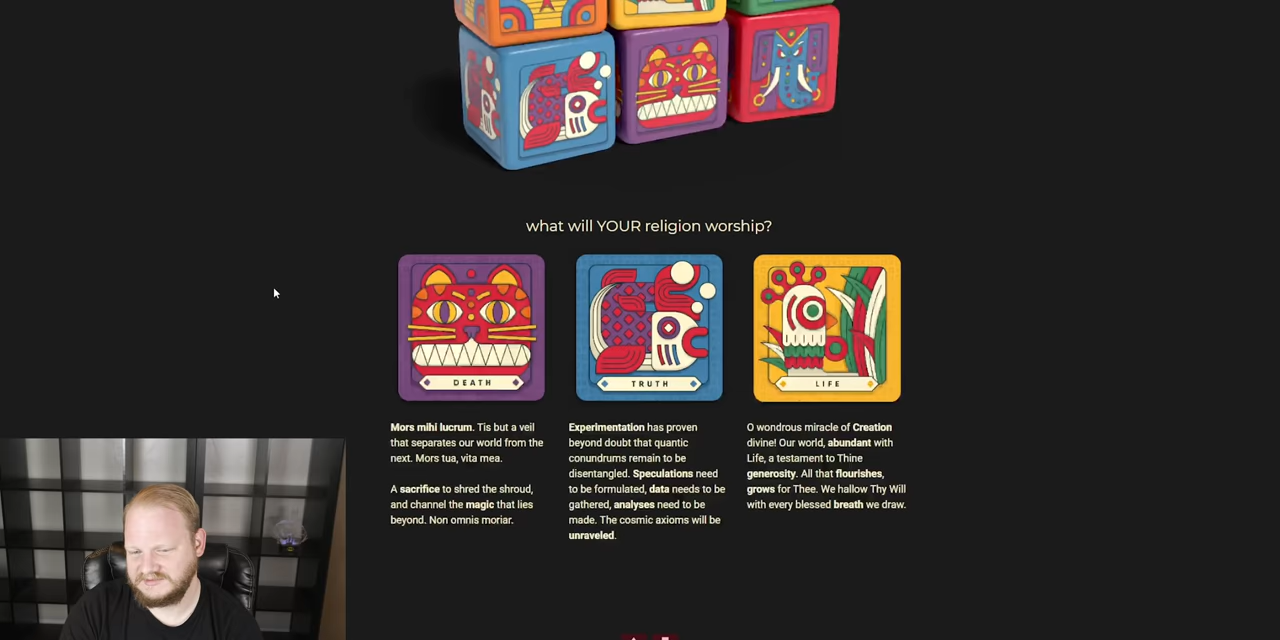 what will YOUR religion worship?
DEATH
TRUTH
LIFE
Mors mihi lucrum. Tis but a veil
that separates our world from the
next. Mors tua, vita mea.
A sacrifice to shred the shroud,
and channel the magic that lies
beyond. Non omnis moriar.
Experimentation has proven
beyond doubt that quantic
conundrums remain to be
disentangled. Speculations need
to be formulated, data needs to be
gathered, analyses need to be
made. The cosmic axioms will be
unraveled.
O wondrous miracle of Creation
divine! Our world, abundant with
Life, a testament to Thine
generosity. All that flourishes,
grows for Thee. We hallow Thy Will
with every blessed breath we draw.